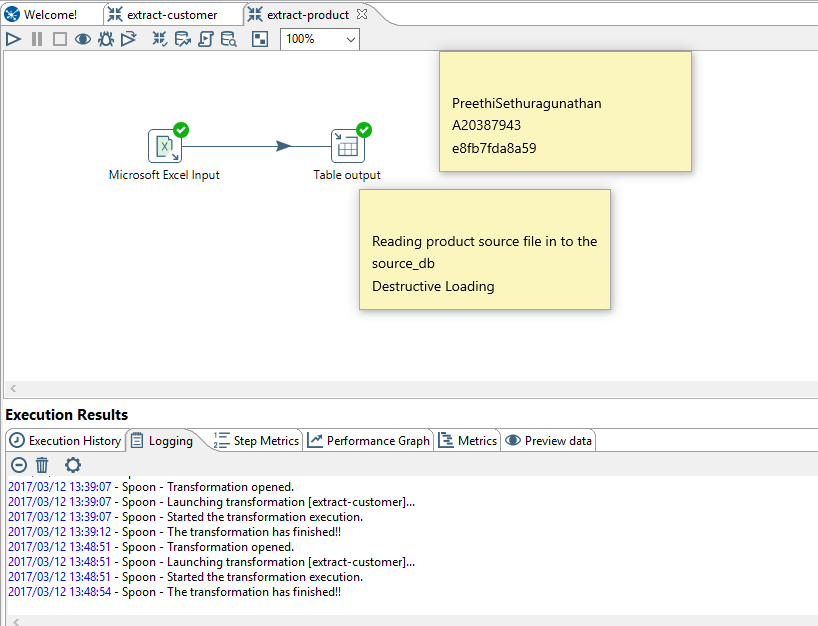 Welcome!
extract-customer
extract-product
100%
PreethiSethuragunathan
A20387943
e8fb7fda8a59
Microsoft Excel Input
Table output
Reading product source file in to the
source_db
Destructive Loading
Execution Results
Execution History
Logging
Step Metrics
Performance Graph
Metrics
Preview data
2017/03/12 13:39:07 - Spoon - Transformation opened.
2017/03/12 13:39:07 - Spoon - Launching transformation [extract-customer]...
2017/03/12 13:39:07 - Spoon - Started the transformation execution.
2017/03/12 13:39:12 - Spoon - The transformation has finished!!
2017/03/12 13:48:51 - Spoon - Transformation opened.
2017/03/12 13:48:51 - Spoon - Launching transformation [extract-customer]...
2017/03/12 13:48:51 - Spoon - Started the transformation execution.
2017/03/12 13:48:54 - Spoon - The transformation has finished!!